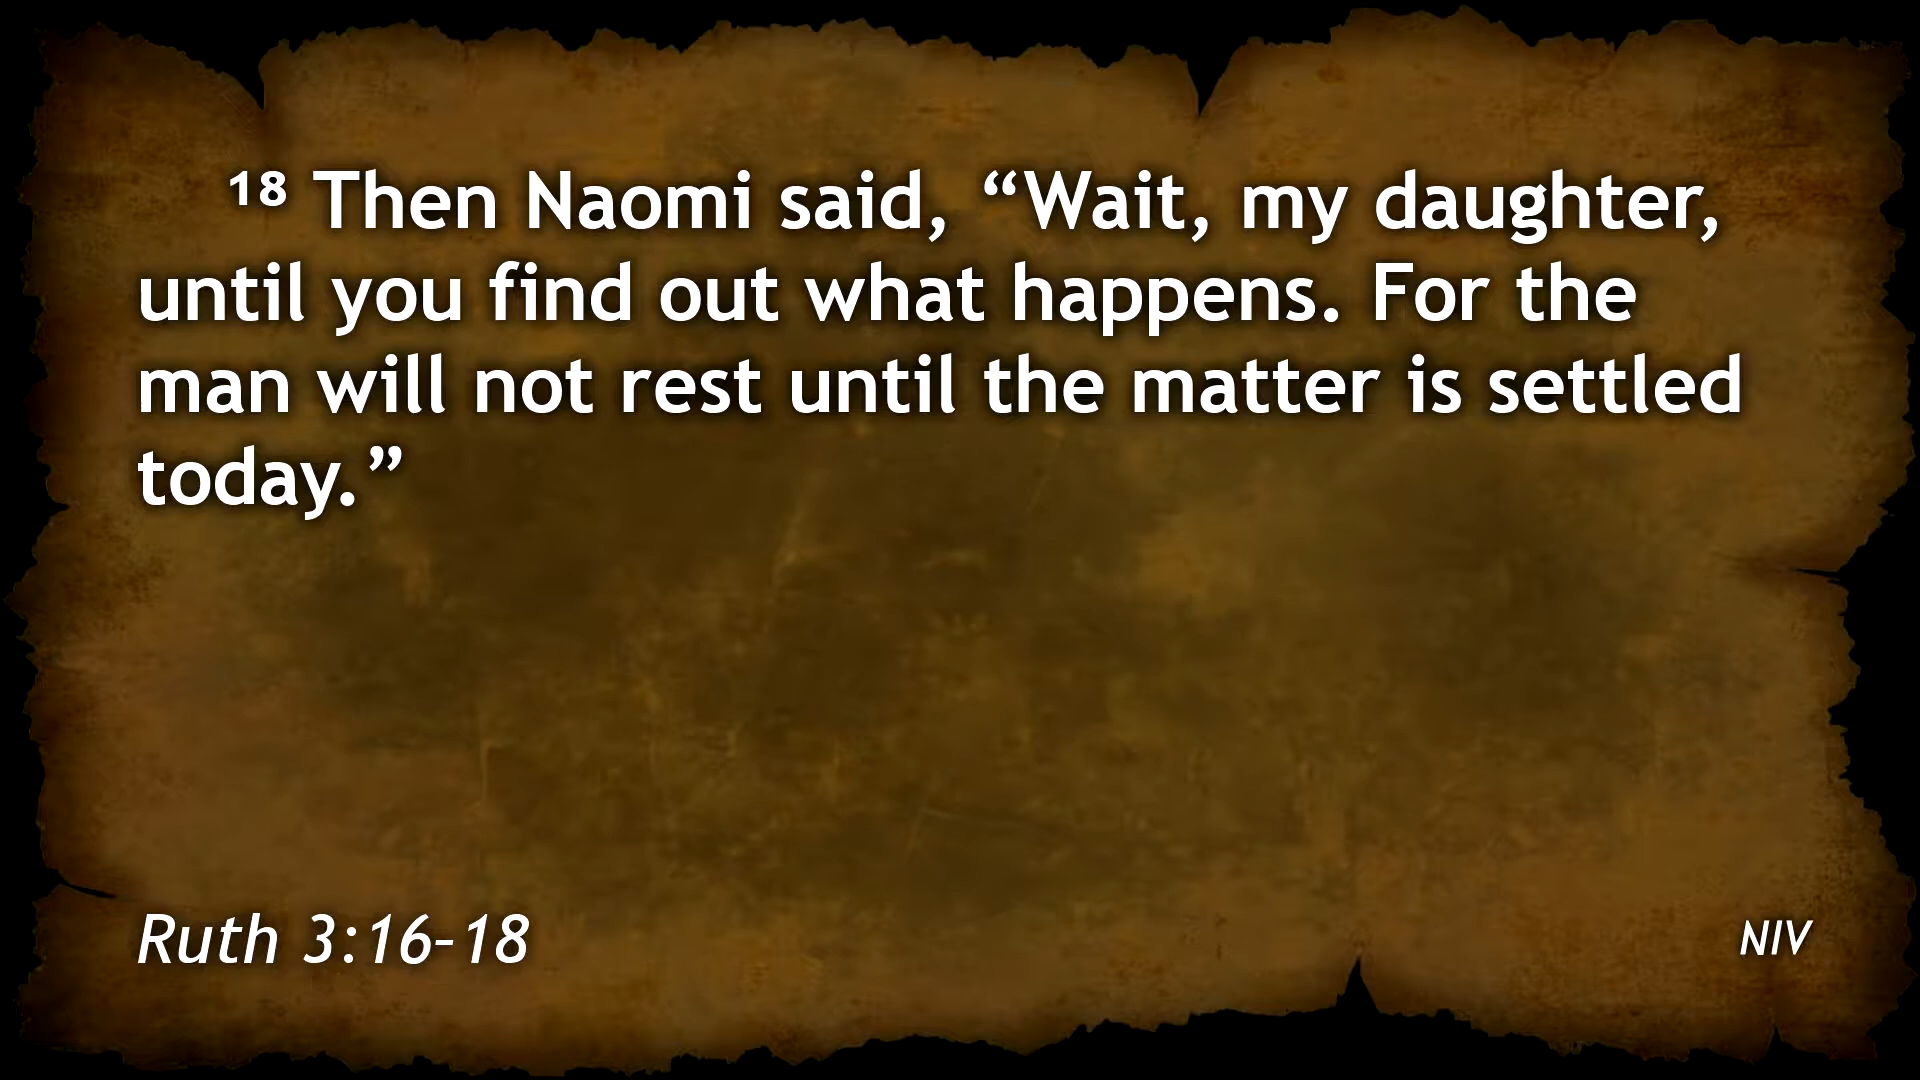 ¹⁸ Then Naomi said, “Wait, my daughter,
until you find out what happens. For the
man will not rest until the matter is settled
today.”
Ruth 3:16–18
NIV